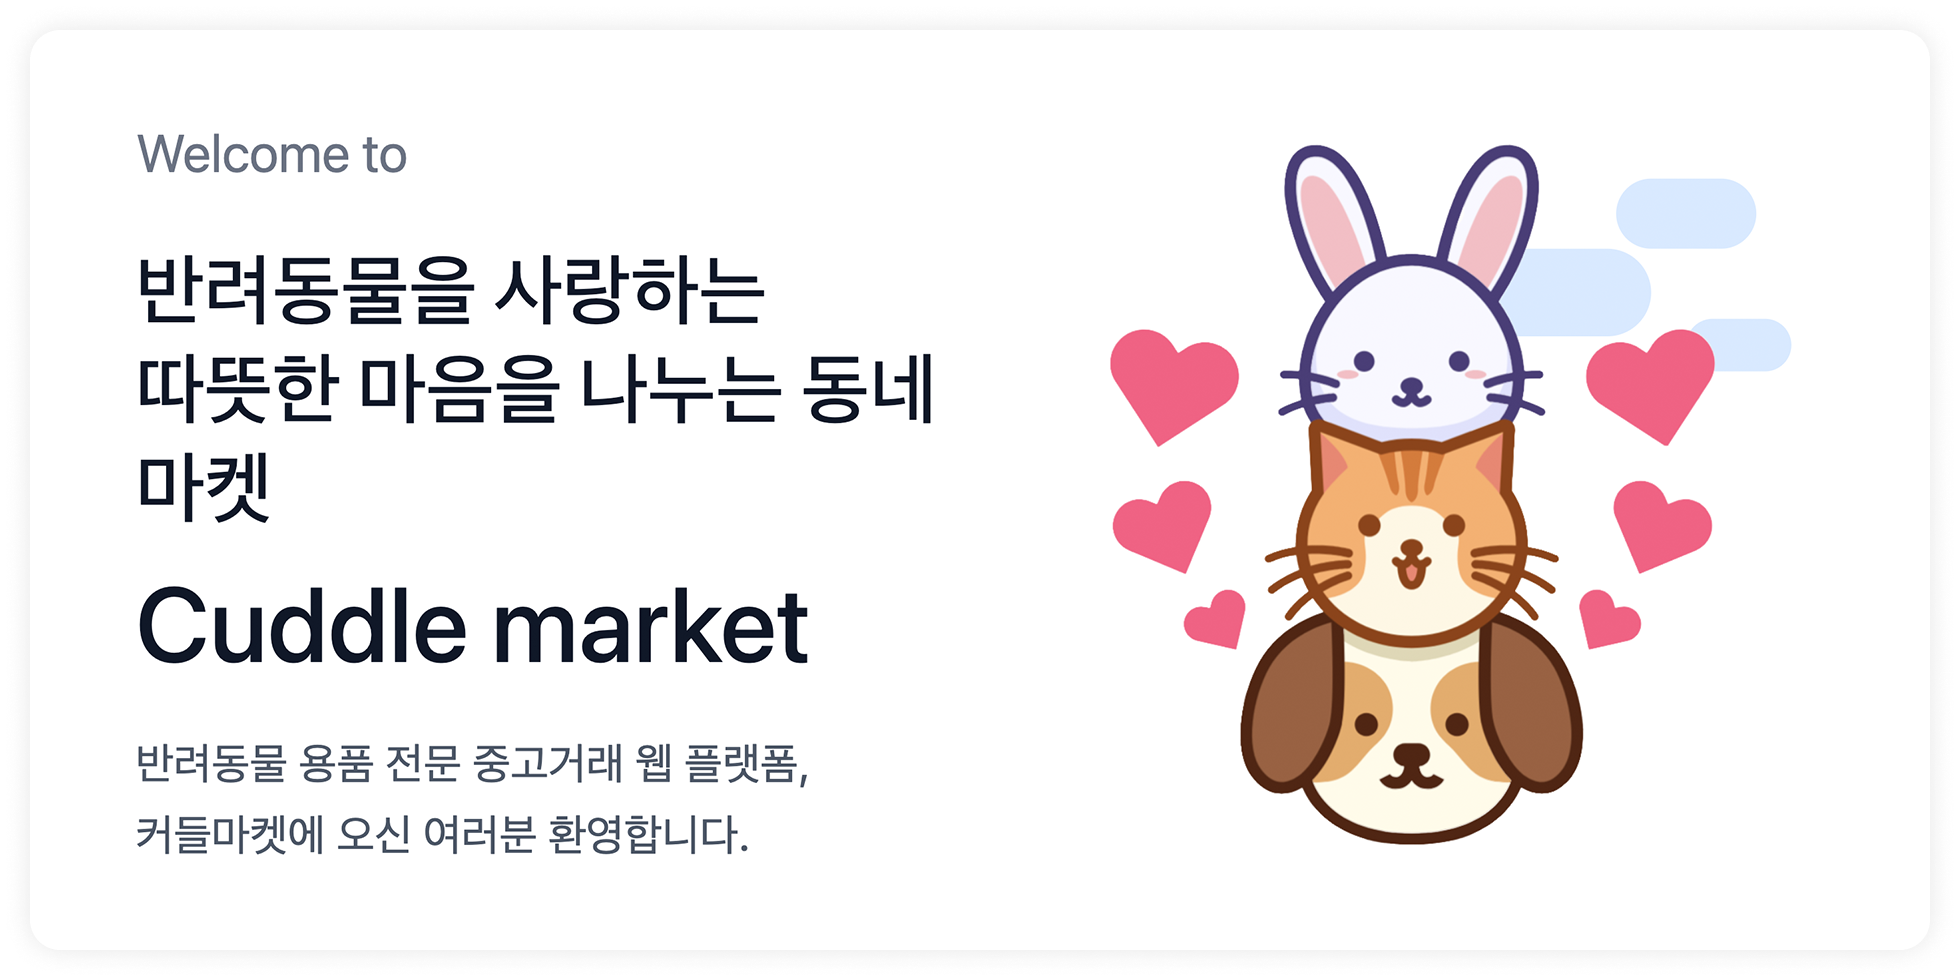 Welcome to
반려동물을 사랑하는
따뜻한 마음을 나누는 동네
마켓
Cuddle market
반려동물 용품 전문 중고거래 웹 플랫폼,
커들마켓에 오신 여러분 환영합니다.